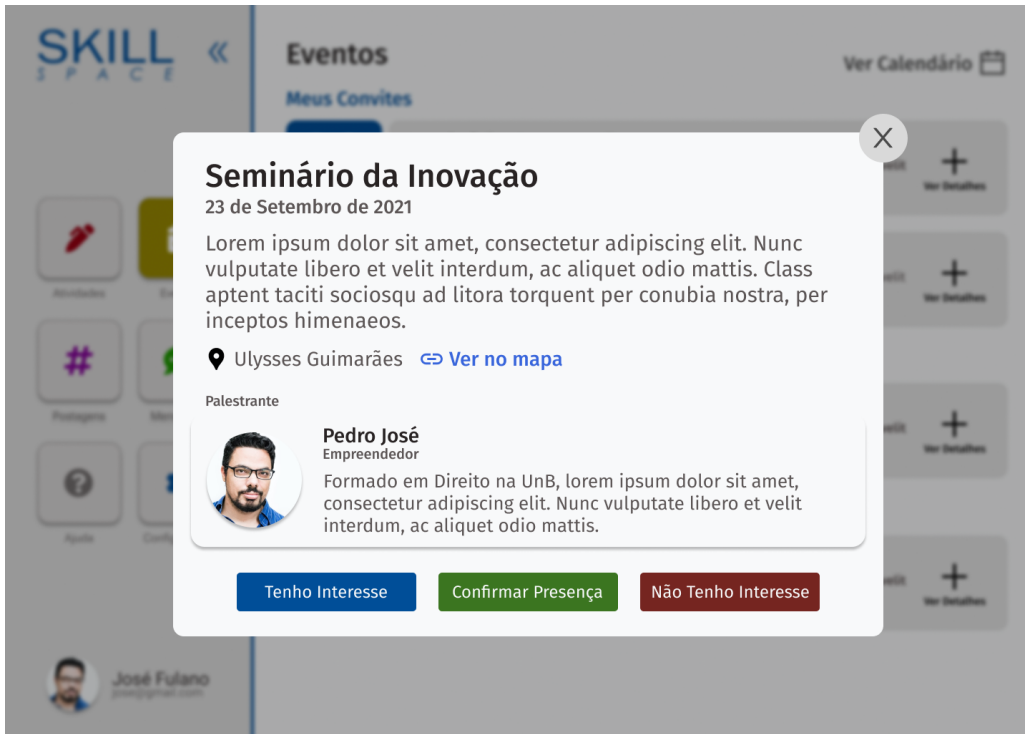 SKILL
SPACE
Eventos
Ver Calendário
Meus Convites
X
Seminário da Inovação
23 de Setembro de 2021
Lorem ipsum dolor sit amet, consectetur adipiscing elit. Nunc
vulputate libero et velit interdum, ac aliquet odio mattis. Class
aptent taciti sociosqu ad litora torquent per conubia nostra, per
inceptos himenaeos.
Ulysses Guimarães
Ver no mapa
Palestrante
Pedro José
Empreendedor
Formado em Direito na UnB, lorem ipsum dolor sit amet,
consectetur adipiscing elit. Nunc vulputate libero et velit
interdum, ac aliquet odio mattis.
Tenho Interesse
Confirmar Presença
Não Tenho Interesse
Ver Detalhes
Ver Detalhes
Ver Detalhes
Ver Detalhes
Atividades
Postagens
Ajuda
José Fulano
jose@gmail.com